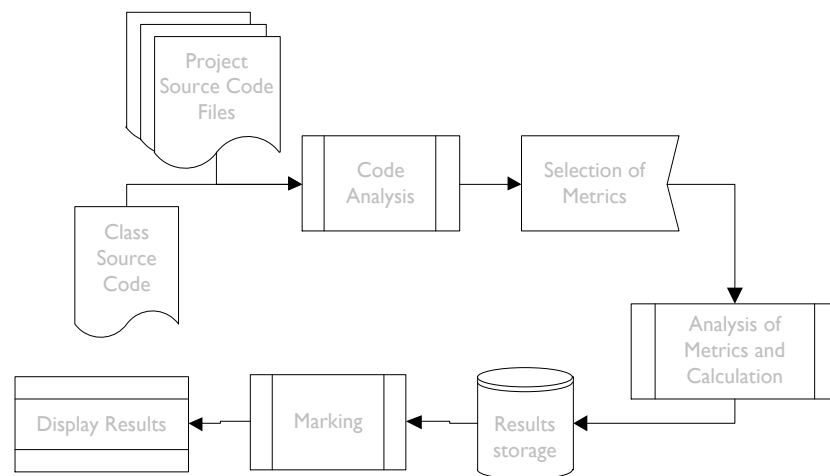 Project
Source Code
Files
Code
Analysis
Selection of
Metrics
Class
Source
Code
Analysis of
Metrics and
Calculation
Results
storage
Marking
Display Results